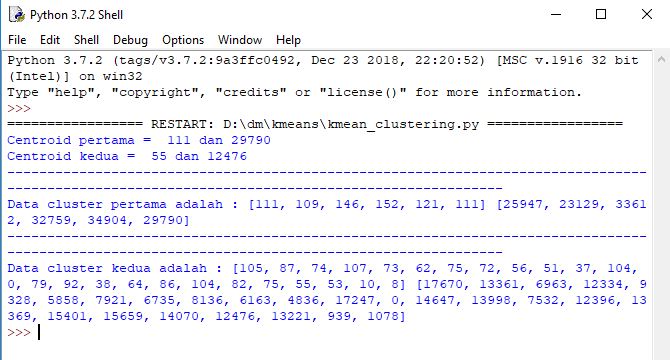 Python 3.7.2 Shell
File Edit Shell Debug Options Window Help
Python 3.7.2 (tags/v3.7.2:9a3ffc0492, Dec 23 2018, 22:20:52) [MSC v.1916 32 bit
(Intel)] on win32
Type "help", "copyright", "credits" or "license()" for more information.
>>>
================= RESTART: D:\dm\kmeans\kmean_clustering.py =================
Centroid pertama =  111 dan 29790
Centroid kedua =  55 dan 12476
--------------------------------------------------------------------------------
--------------------------------------------------------------
Data cluster pertama adalah : [111, 109, 146, 152, 121, 111] [25947, 23129, 3361
2, 32759, 34904, 29790]
--------------------------------------------------------------------------------
--------------------------------------------------------------
Data cluster kedua adalah : [105, 87, 74, 107, 73, 62, 75, 72, 56, 51, 37, 104,
0, 79, 92, 38, 64, 86, 104, 82, 75, 55, 53, 10, 8] [17670, 13361, 6963, 12334, 9
328, 5858, 7921, 6735, 8136, 6163, 4836, 17247, 0, 14647, 13998, 7532, 12396, 13
369, 15401, 15659, 14070, 12476, 13221, 939, 1078]
>>>